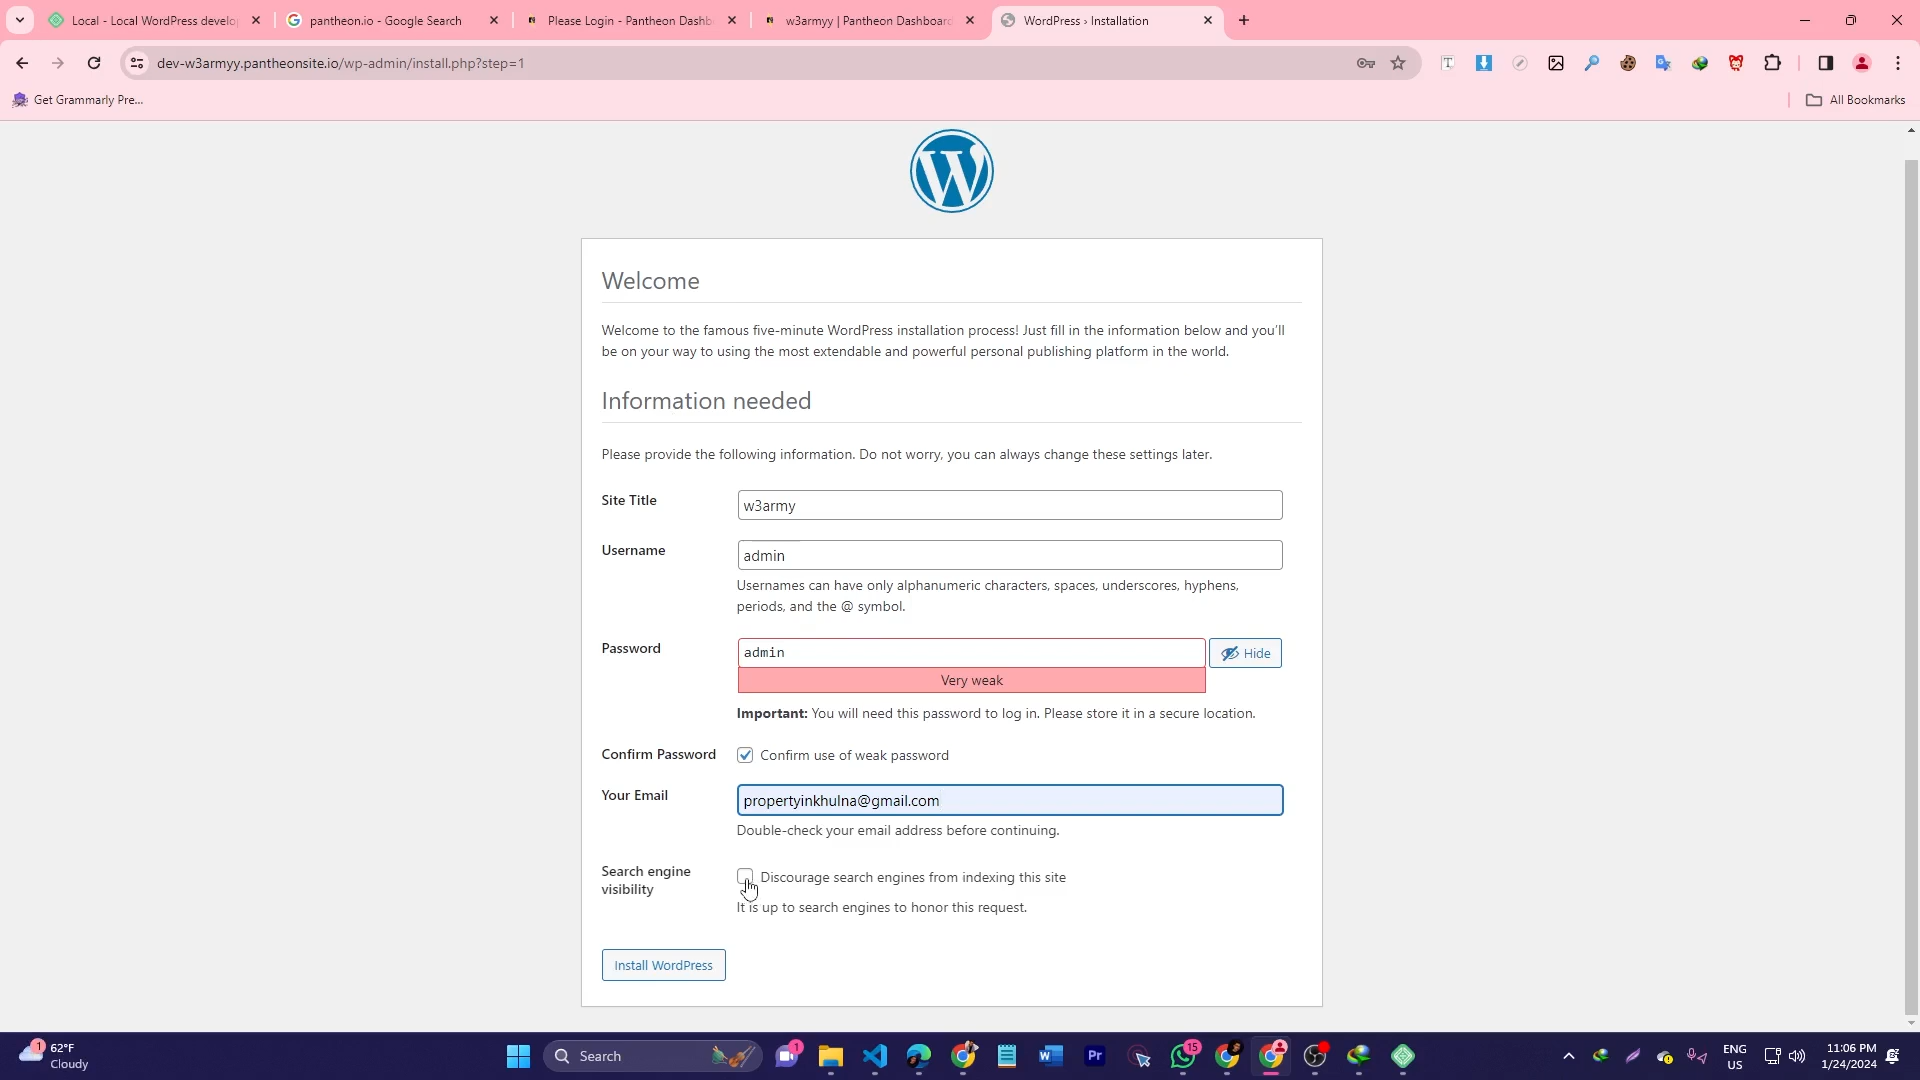 Local - Local WordPress develo
pantheon.io - Google Search
Please Login - Pantheon Dashb
w3armyy | Pantheon Dashboard
WordPress › Installation
dev-w3armyy.pantheonsite.io/wp-admin/install.php?step=1
Get Grammarly Pre...
All Bookmarks
Welcome
Welcome to the famous five-minute WordPress installation process! Just fill in the information below and you'll
be on your way to using the most extendable and powerful personal publishing platform in the world.
Information needed
Please provide the following information. Do not worry, you can always change these settings later.
Site Title
w3army
Username
admin
Usernames can have only alphanumeric characters, spaces, underscores, hyphens,
periods, and the @ symbol.
Password
admin
Hide
Very weak
Important: You will need this password to log in. Please store it in a secure location.
Confirm Password
Confirm use of weak password
Your Email
propertyinkhulna@gmail.com
Double-check your email address before continuing.
Search engine
visibility
Discourage search engines from indexing this site
It is up to search engines to honor this request.
Install WordPress
1
62°F
Cloudy
Search
1
15
ENG
US
11:06 PM
1/24/2024